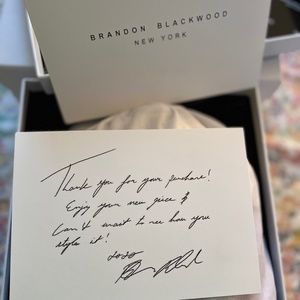 BRANDON BLACKWOOD
NEW YORK
Thank you for your purchase!
Enjoy your new piece &
Can't wait to see how you
style it!
xoxo